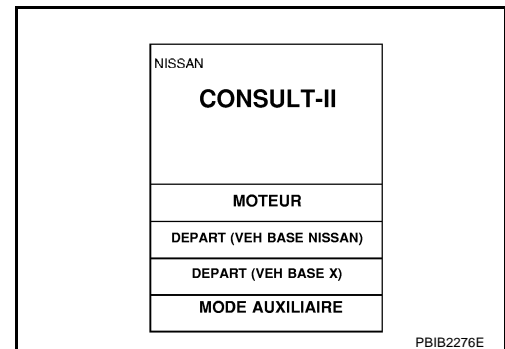 NISSAN
CONSULT-II
MOTEUR
DEPART (VEH BASE NISSAN)
DEPART (VEH BASE X)
MODE AUXILIAIRE
PBIB2276E